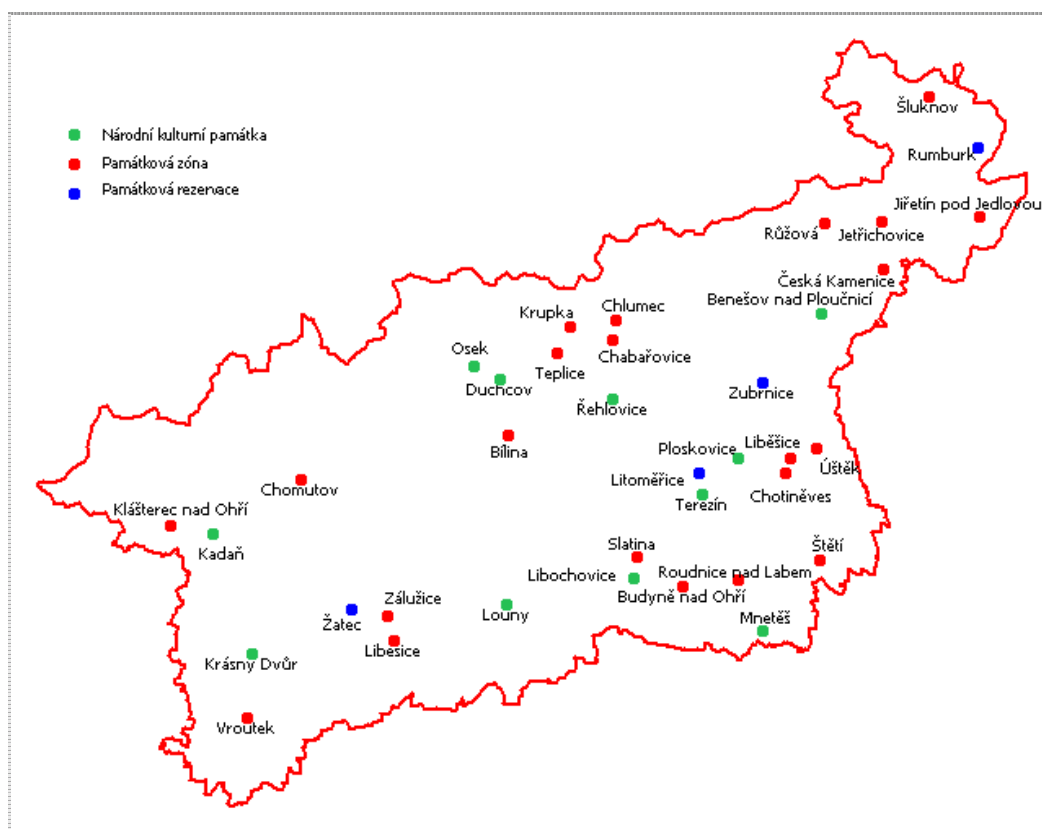 Šluknov
Národní kulturní památka
Památková zóna
Rumburk
Památková rezervace
Jiřetín pod Jedlovou
Růžová
Jetřichovice
Česká Kamenice
Benešov nad Ploučnicí
Chlumec
Krupka
Osek
Chabařovice
Teplice
Duchcov
Zubrnice
Řehlovice
Liběšice
Ploskovice
Bílina
Úštěk
Litoměřice
Chomutov
Chotiněves
Terezín
Klášterec nad Ohří
Kadaň
Slatina
Štětí
Roudnice nad Labem
Libochovice
Budyně nad Ohří
Zálužice
Louny
Mnetěš
Žatec
Libešice
Krásný Dvůr
Vroutek